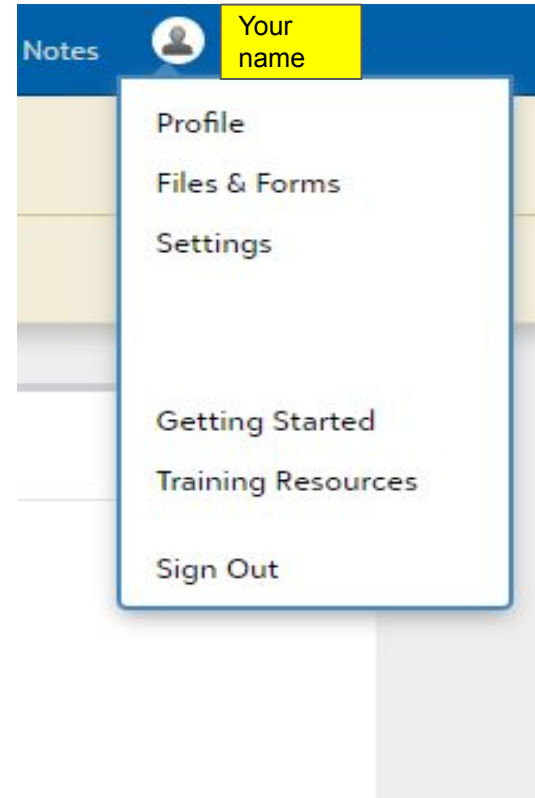 Notes
Your
name
Profile
Files & Forms
Settings
Getting Started
Training Resources
Sign Out